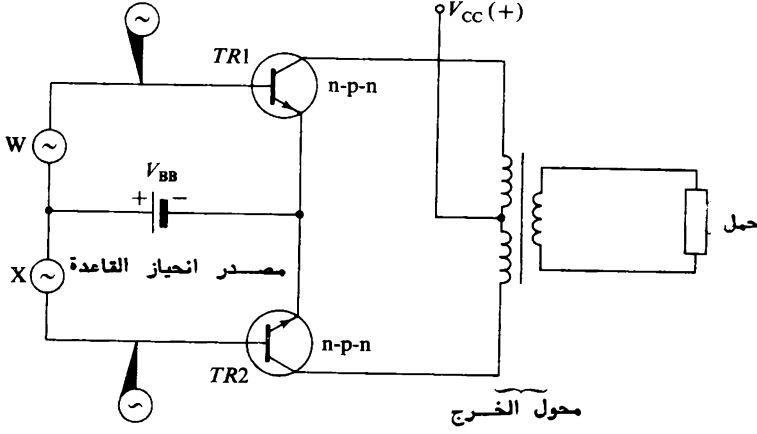 V_CC (+)
TR1
n-p-n
W
V_BB
+ −
X
مصدر انحياز القاعدة
حمل
n-p-n
TR2
محول الخرج